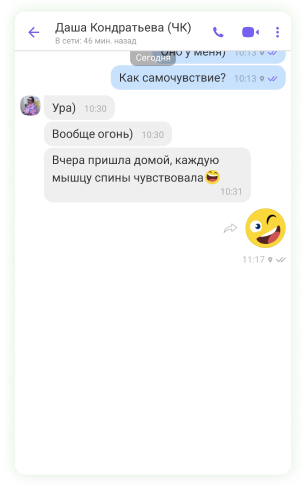 Даша Кондратьева (ЧК)
В сети: 46 мин. назад
Оно у меня) 10:13
Сегодня
Как самочувствие? 10:13
Ура) 10:30
Вообще огонь) 10:30
Вчера пришла домой, каждую
мышцу спины чувствовала😆
10:31
11:17